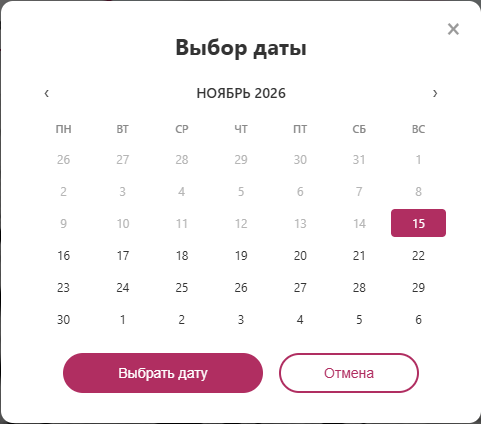 ×
Выбор даты
‹ НОЯБРЬ 2026 ›
ПН ВТ СР ЧТ ПТ СБ ВС
26 27 28 29 30 31 1
2 3 4 5 6 7 8
9 10 11 12 13 14 15
16 17 18 19 20 21 22
23 24 25 26 27 28 29
30 1 2 3 4 5 6
Выбрать дату Отмена